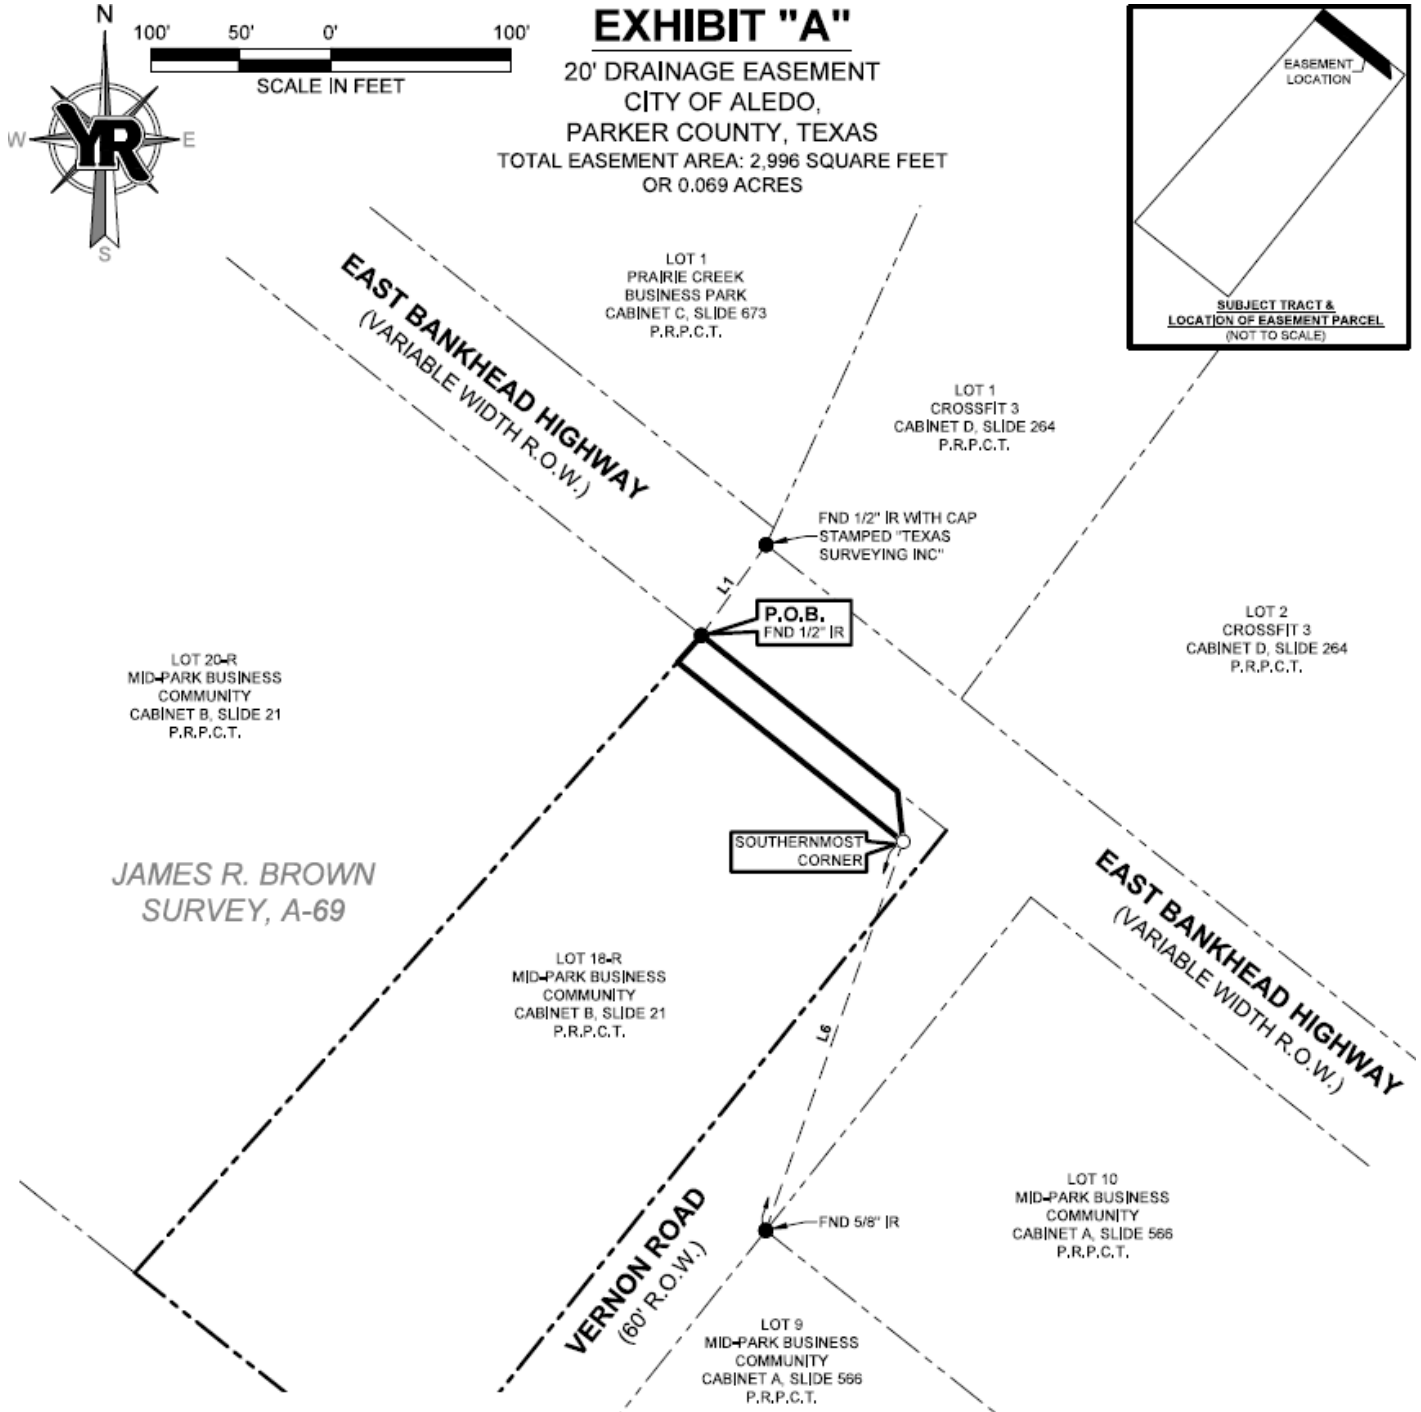 N
W
E
S
YR
100' 50' 0' 100'
SCALE IN FEET
EXHIBIT "A"
20' DRAINAGE EASEMENT
CITY OF ALEDO,
PARKER COUNTY, TEXAS
TOTAL EASEMENT AREA: 2,996 SQUARE FEET
OR 0.069 ACRES
EASEMENT
LOCATION
SUBJECT TRACT &
LOCATION OF EASEMENT PARCEL
(NOT TO SCALE)
EAST BANKHEAD HIGHWAY
(VARIABLE WIDTH R.O.W.)
LOT 1
PRAIRIE CREEK
BUSINESS PARK
CABINET C, SLIDE 673
P.R.P.C.T.
LOT 1
CROSSFIT 3
CABINET D, SLIDE 264
P.R.P.C.T.
FND 1/2" IR WITH CAP
STAMPED "TEXAS
SURVEYING INC"
L1
P.O.B.
FND 1/2" IR
LOT 2
CROSSFIT 3
CABINET D, SLIDE 264
P.R.P.C.T.
LOT 20-R
MID-PARK BUSINESS
COMMUNITY
CABINET B, SLIDE 21
P.R.P.C.T.
SOUTHERNMOST
CORNER
JAMES R. BROWN
SURVEY, A-69
EAST BANKHEAD HIGHWAY
(VARIABLE WIDTH R.O.W.)
LOT 18-R
MID-PARK BUSINESS
COMMUNITY
CABINET B, SLIDE 21
P.R.P.C.T.
L6
LOT 10
MID-PARK BUSINESS
COMMUNITY
CABINET A, SLIDE 566
P.R.P.C.T.
FND 5/8" IR
VERNON ROAD
(60' R.O.W.)
LOT 9
MID-PARK BUSINESS
COMMUNITY
CABINET A, SLIDE 566
P.R.P.C.T.